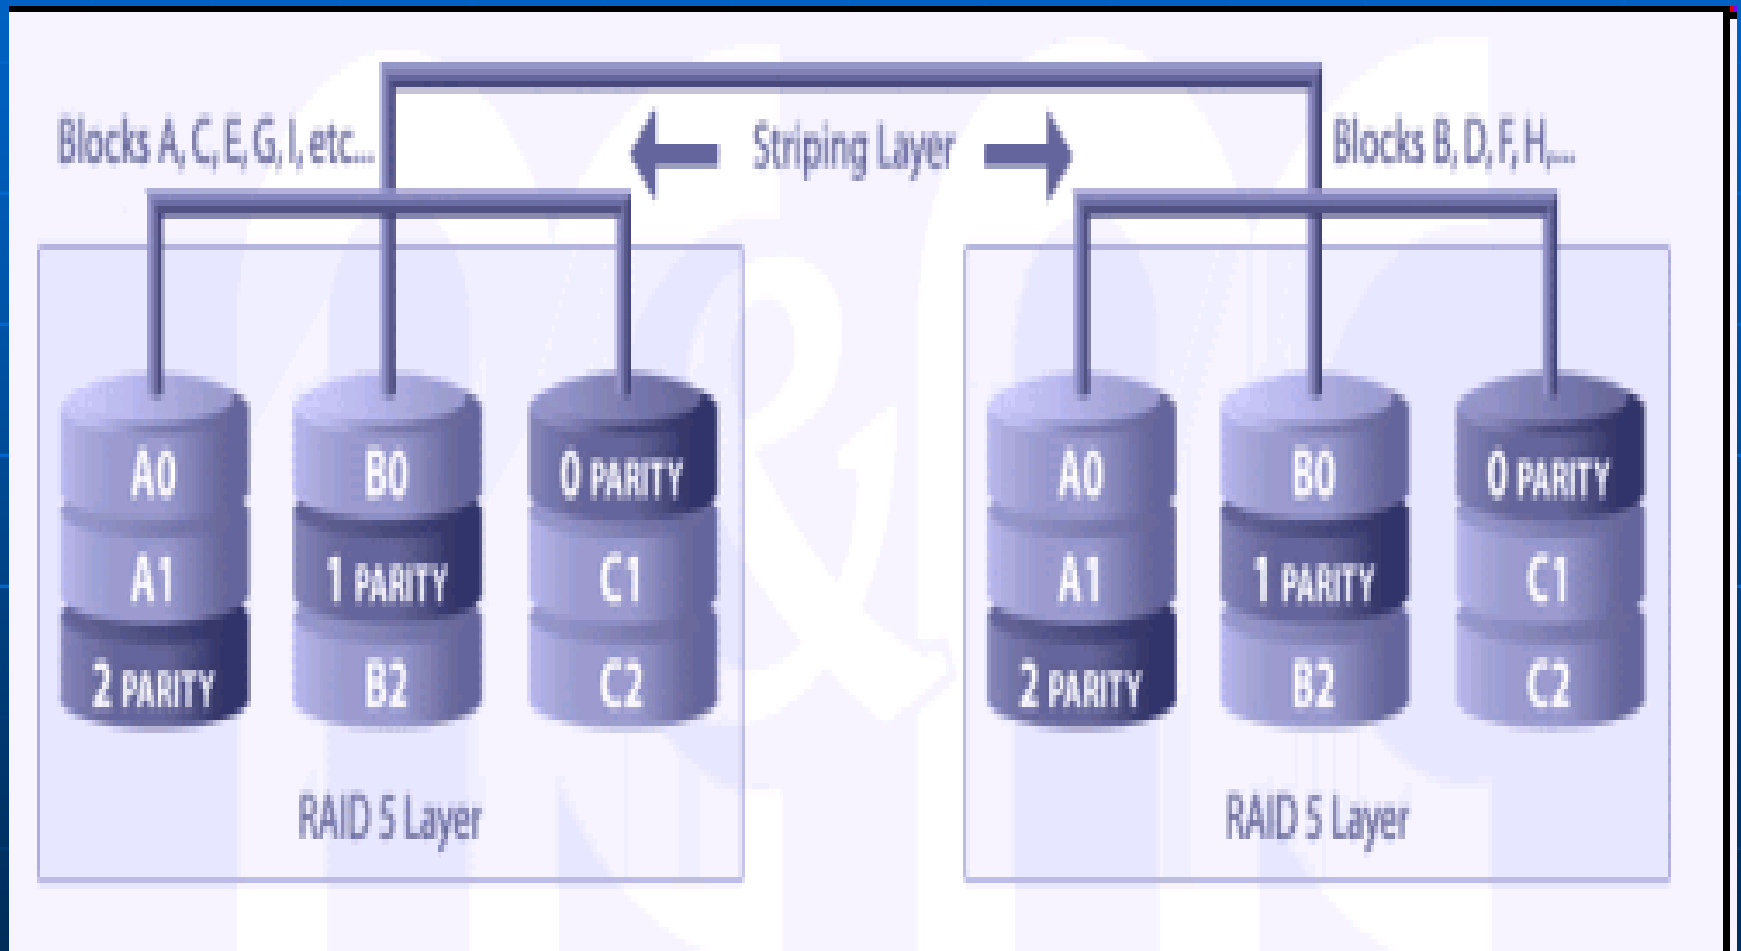 Blocks A, C, E, G, I, etc...
Striping Layer
Blocks B, D, F, H,...
A0
B0
0 PARITY
A1
1 PARITY
C1
2 PARITY
B2
C2
RAID 5 Layer
A0
B0
0 PARITY
A1
1 PARITY
C1
2 PARITY
B2
C2
RAID 5 Layer